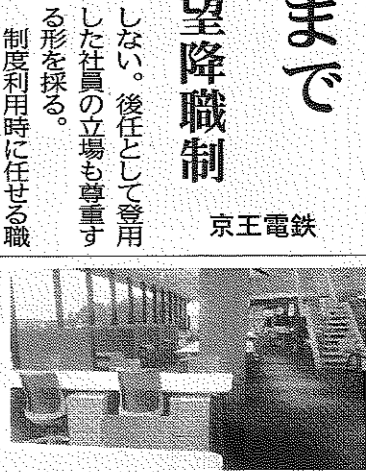 まで
望降職制
京王電鉄
しない。後任として登用
した社員の立場も尊重す
る形を採る。
制度利用時に任せる職